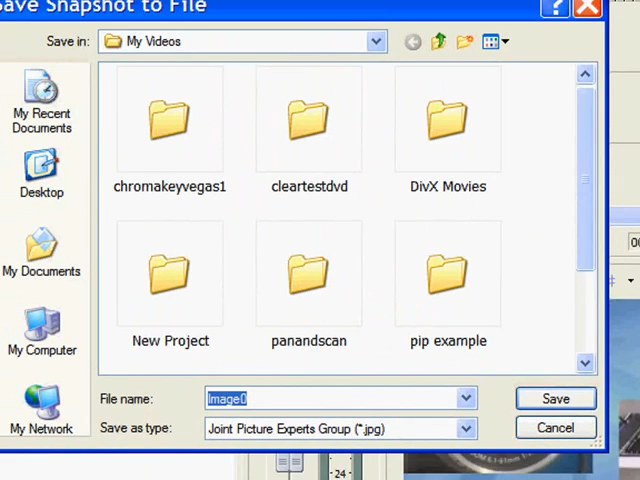 Save Snapshot to File
Save in:
My Videos
My Recent
Documents
Desktop
My Documents
My Computer
My Network
chromakeyvegas1
cleartestdvd
DivX Movies
New Project
panandscan
pip example
File name:
Image0
Save
Save as type:
Joint Picture Experts Group (*.jpg)
Cancel
00
-24-